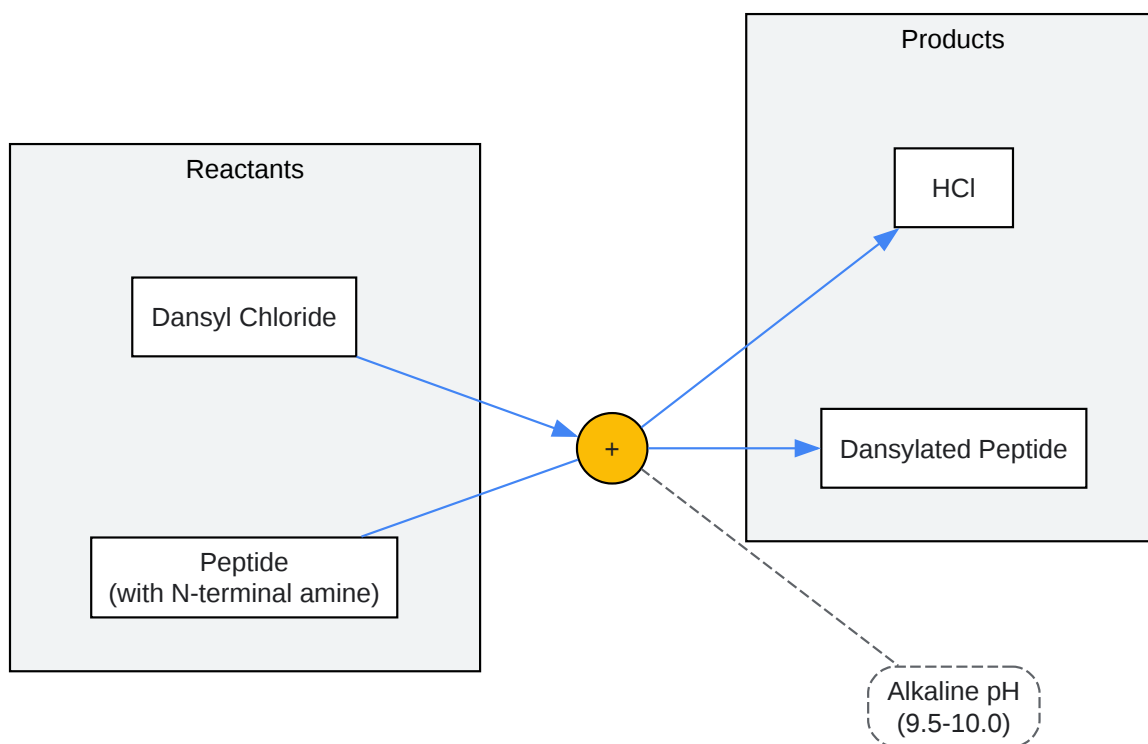 Products
Reactants
HCl
Dansyl Chloride
+
Dansylated Peptide
Peptide
(with N-terminal amine)
Alkaline pH
(9.5-10.0)